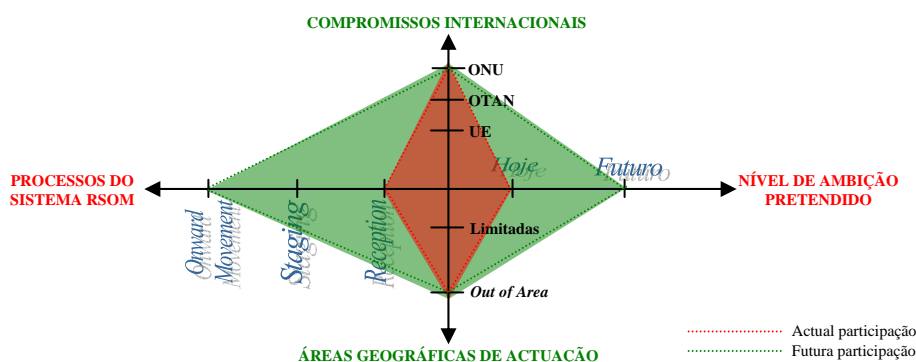 COMPROMISSOS INTERNACIONAIS
ONU
OTAN
UE
Hoje
Futuro
PROCESSOS DO
SISTEMA RSOM
NÍVEL DE AMBIÇÃO
PRETENDIDO
Onward
Movement
Staging
Reception
Limitadas
Out of Area
ÁREAS GEOGRÁFICAS DE ACTUAÇÃO
Actual participação
Futura participação